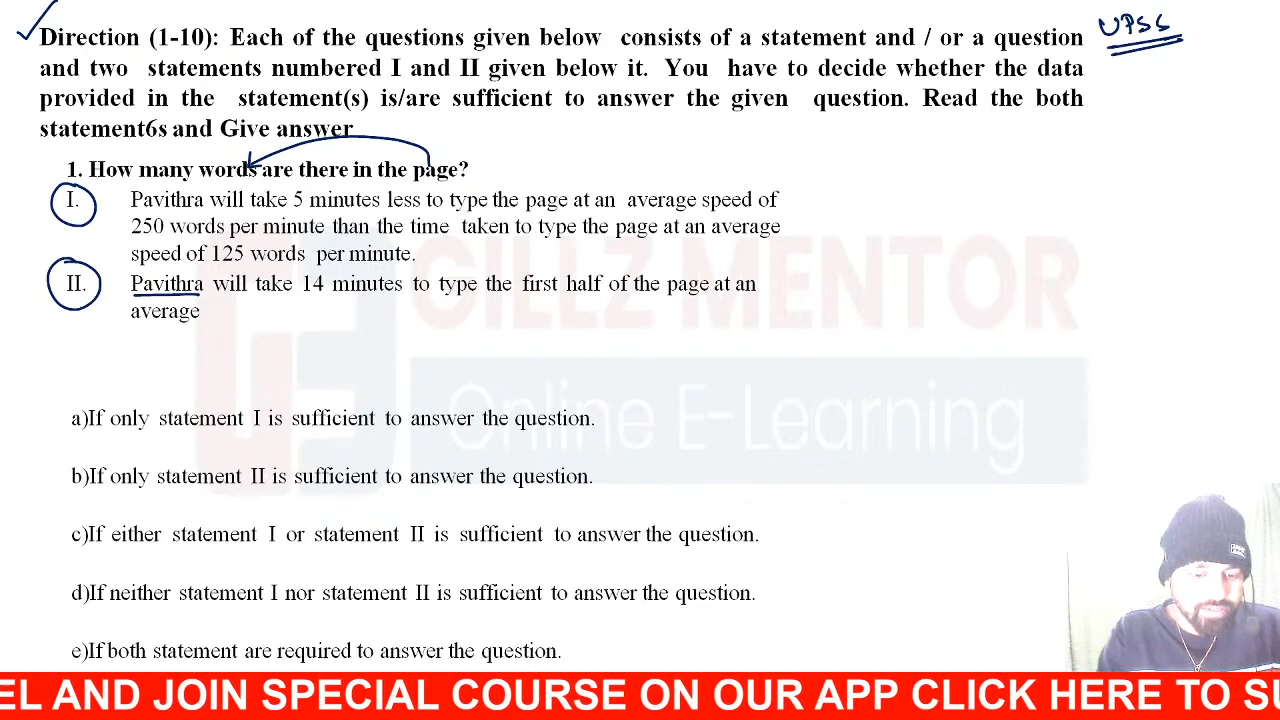 Direction (1-10): Each of the questions given below consists of a statement and / or a question
UPSS
and two statements numbered I and II given below it. You have to decide whether the data
provided in the statement(s) is/are sufficient to answer the given question. Read the both
statement6s and Give answer
1. How many words are there in the page?
I. Pavithra will take 5 minutes less to type the page at an average speed of
250 words per minute than the time taken to type the page at an average
speed of 125 words per minute.
II. Pavithra will take 14 minutes to type the first half of the page at an
average
GILLZ MENTOR
Online E-Learning
a)If only statement I is sufficient to answer the question.
b)If only statement II is sufficient to answer the question.
c)If either statement I or statement II is sufficient to answer the question.
d)If neither statement I nor statement II is sufficient to answer the question.
e)If both statement are required to answer the question.
EL AND JOIN SPECIAL COURSE ON OUR APP CLICK HERE TO SU